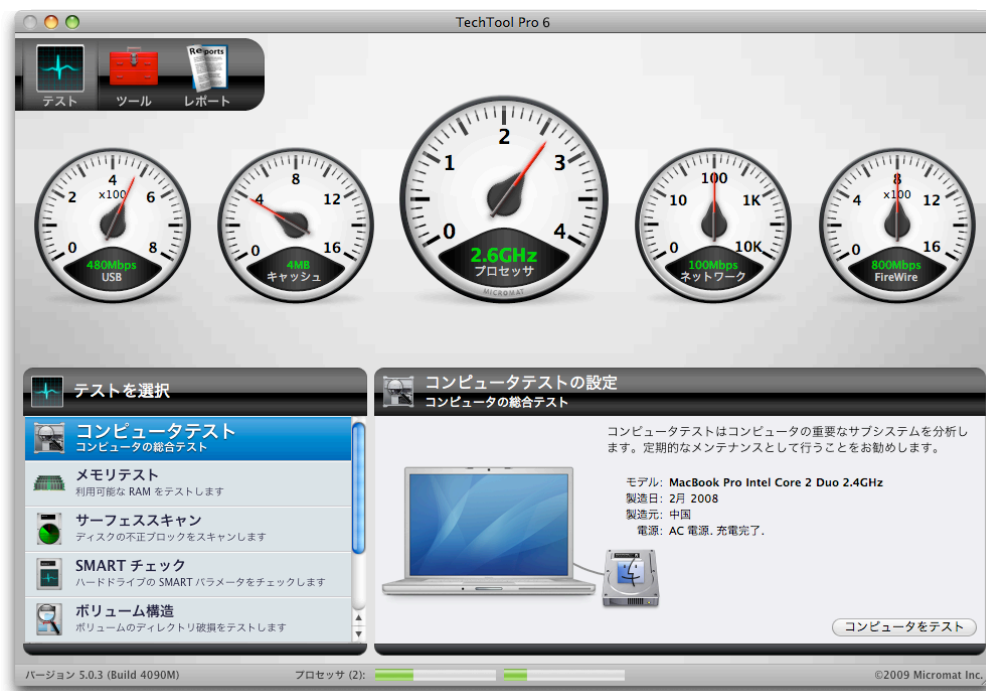 TechTool Pro 6
Reports
テスト ツール レポート
0 2 4 6 8
x100
480Mbps
USB
0 4 8 12 16
4MB
キャッシュ
0 1 2 3 4
2.6GHz
プロセッサ
MICROMAT
0 10 100 1K 10K
100Mbps
ネットワーク
0 4 8 12 16
x100
800Mbps
FireWire
テストを選択
コンピュータテスト
コンピュータの総合テスト
メモリテスト
利用可能な RAM をテストします
サーフェススキャン
ディスクの不正ブロックをスキャンします
SMART チェック
ハードドライブの SMART パラメータをチェックします
ボリューム構造
ボリュームのディレクトリ破損をテストします
コンピュータテストの設定
コンピュータの総合テスト
コンピュータテストはコンピュータの重要なサブシステムを分析し
ます。定期的なメンテナンスとして行うことをお勧めします。
モデル: MacBook Pro Intel Core 2 Duo 2.4GHz
製造日: 2月 2008
製造元: 中国
電源: AC 電源. 充電完了.
コンピュータをテスト
バージョン 5.0.3 (Build 4090M)
プロセッサ (2):
©2009 Micromat Inc.